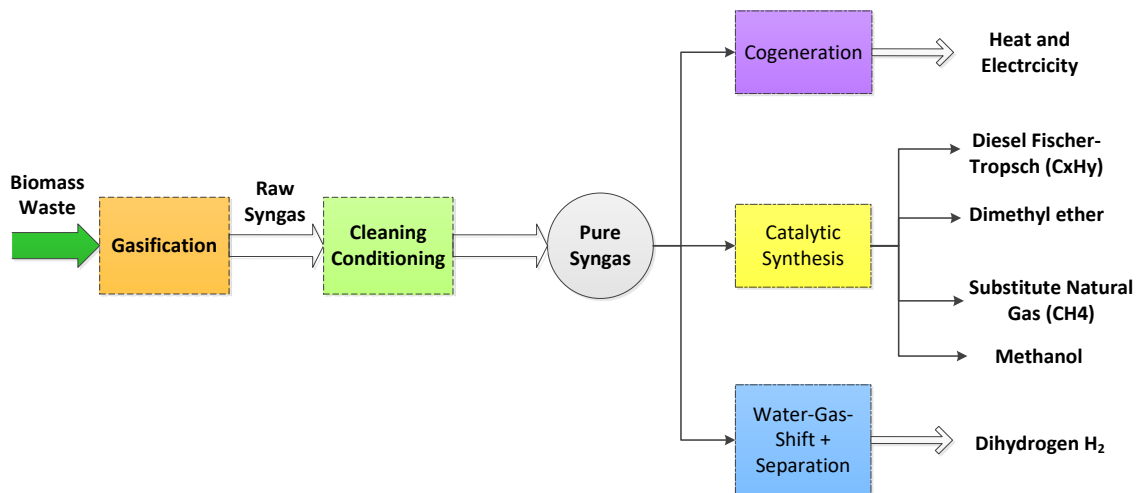 Biomass
Waste
Gasification
Raw
Syngas
Cleaning
Conditioning
Pure
Syngas
Cogeneration
Heat and
Electrcicity
Catalytic
Synthesis
Diesel Fischer-
Tropsch (CxHy)
Dimethyl ether
Substitute Natural
Gas (CH4)
Methanol
Water-Gas-
Shift +
Separation
Dihydrogen H₂